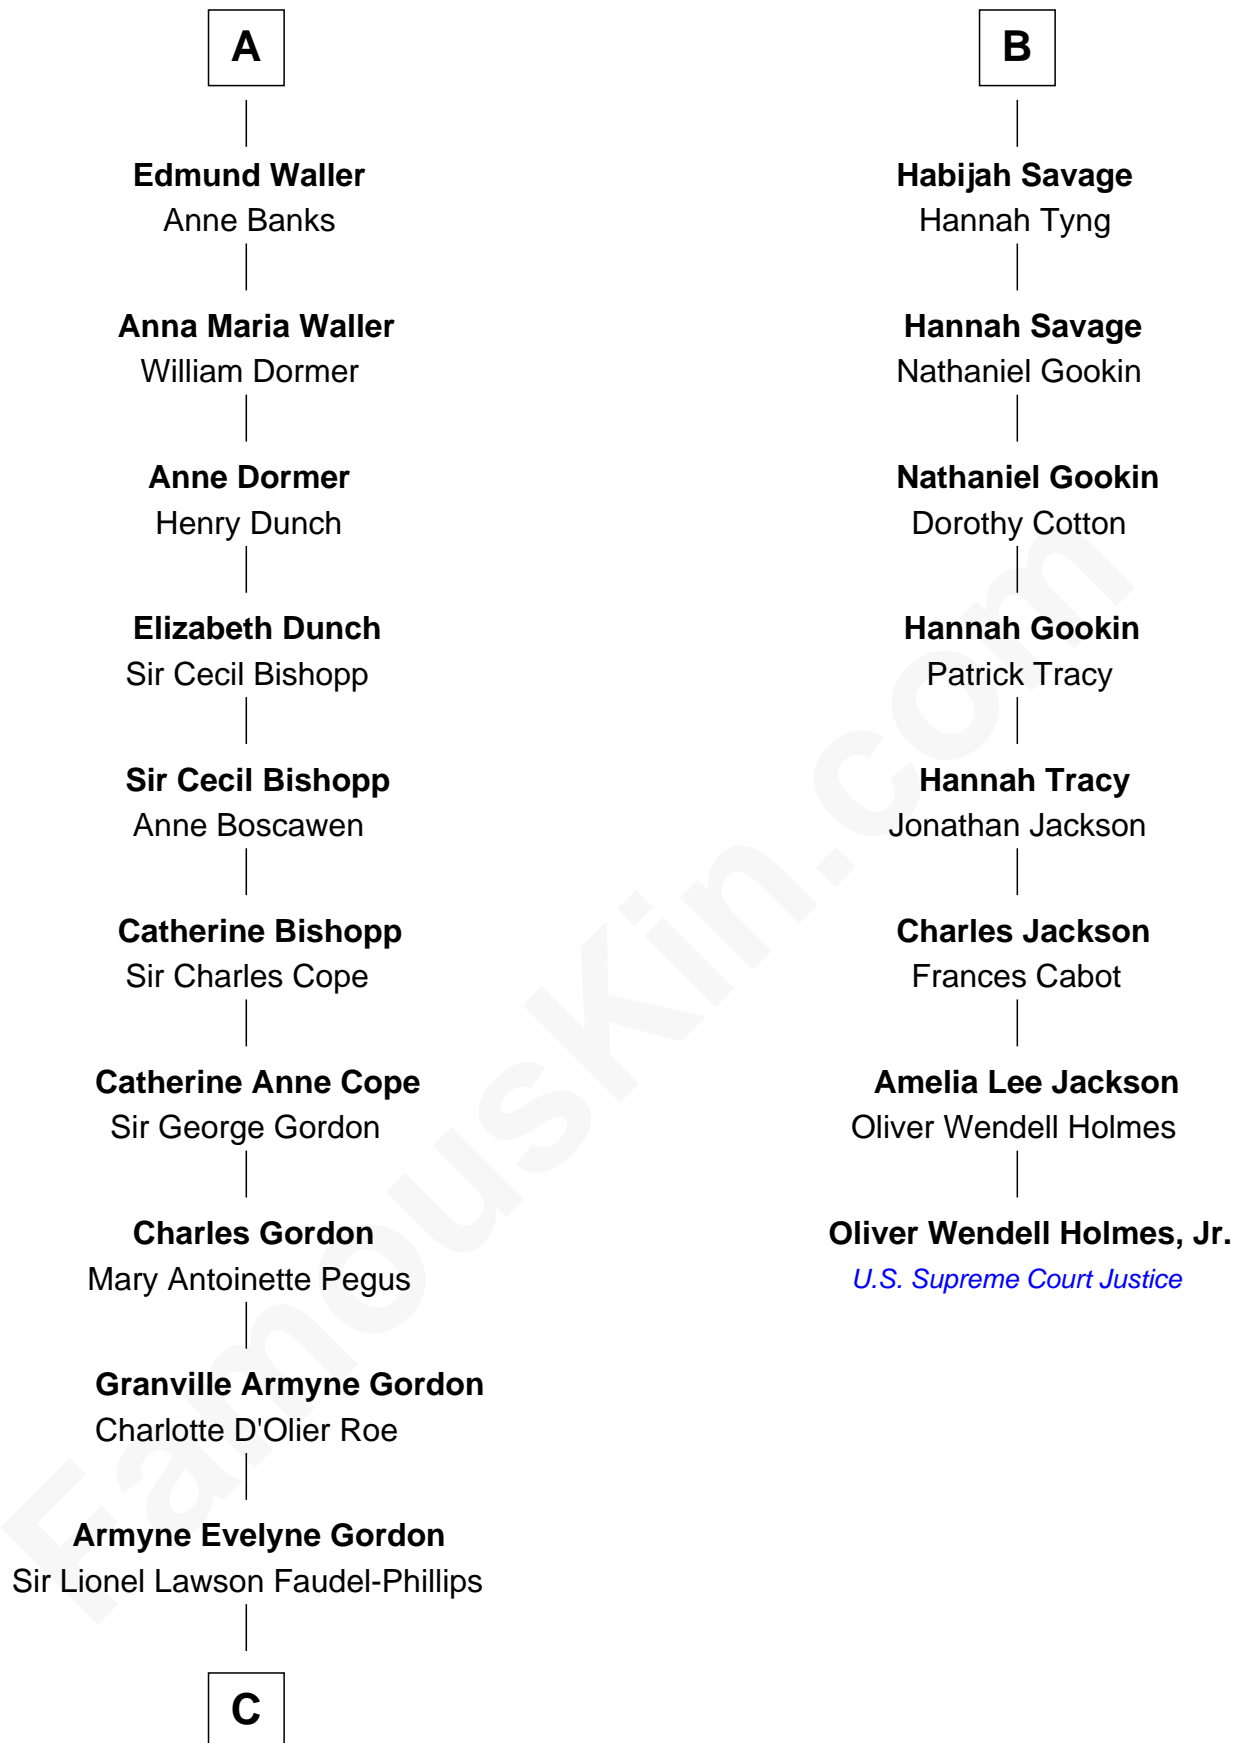 A
Edmund Waller
Anne Banks
Anna Maria Waller
William Dormer
Anne Dormer
Henry Dunch
Elizabeth Dunch
Sir Cecil Bishopp
Sir Cecil Bishopp
Anne Boscawen
Catherine Bishopp
Sir Charles Cope
Catherine Anne Cope
Sir George Gordon
Charles Gordon
Mary Antoinette Pegus
Granville Armyne Gordon
Charlotte D'Olier Roe
Armyne Evelyne Gordon
Sir Lionel Lawson Faudel-Phillips
C
B
Habijah Savage
Hannah Tyng
Hannah Savage
Nathaniel Gookin
Nathaniel Gookin
Dorothy Cotton
Hannah Gookin
Patrick Tracy
Hannah Tracy
Jonathan Jackson
Charles Jackson
Frances Cabot
Amelia Lee Jackson
Oliver Wendell Holmes
Oliver Wendell Holmes, Jr.
U.S. Supreme Court Justice
FamousKin.com